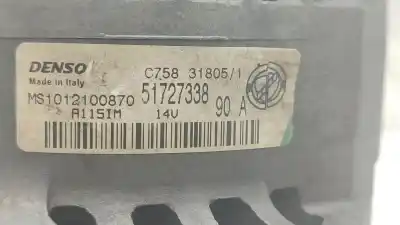 DENSO C758 31805/1
Made in Italy
MS1012100870 51727338
A115IM 14V 90 A